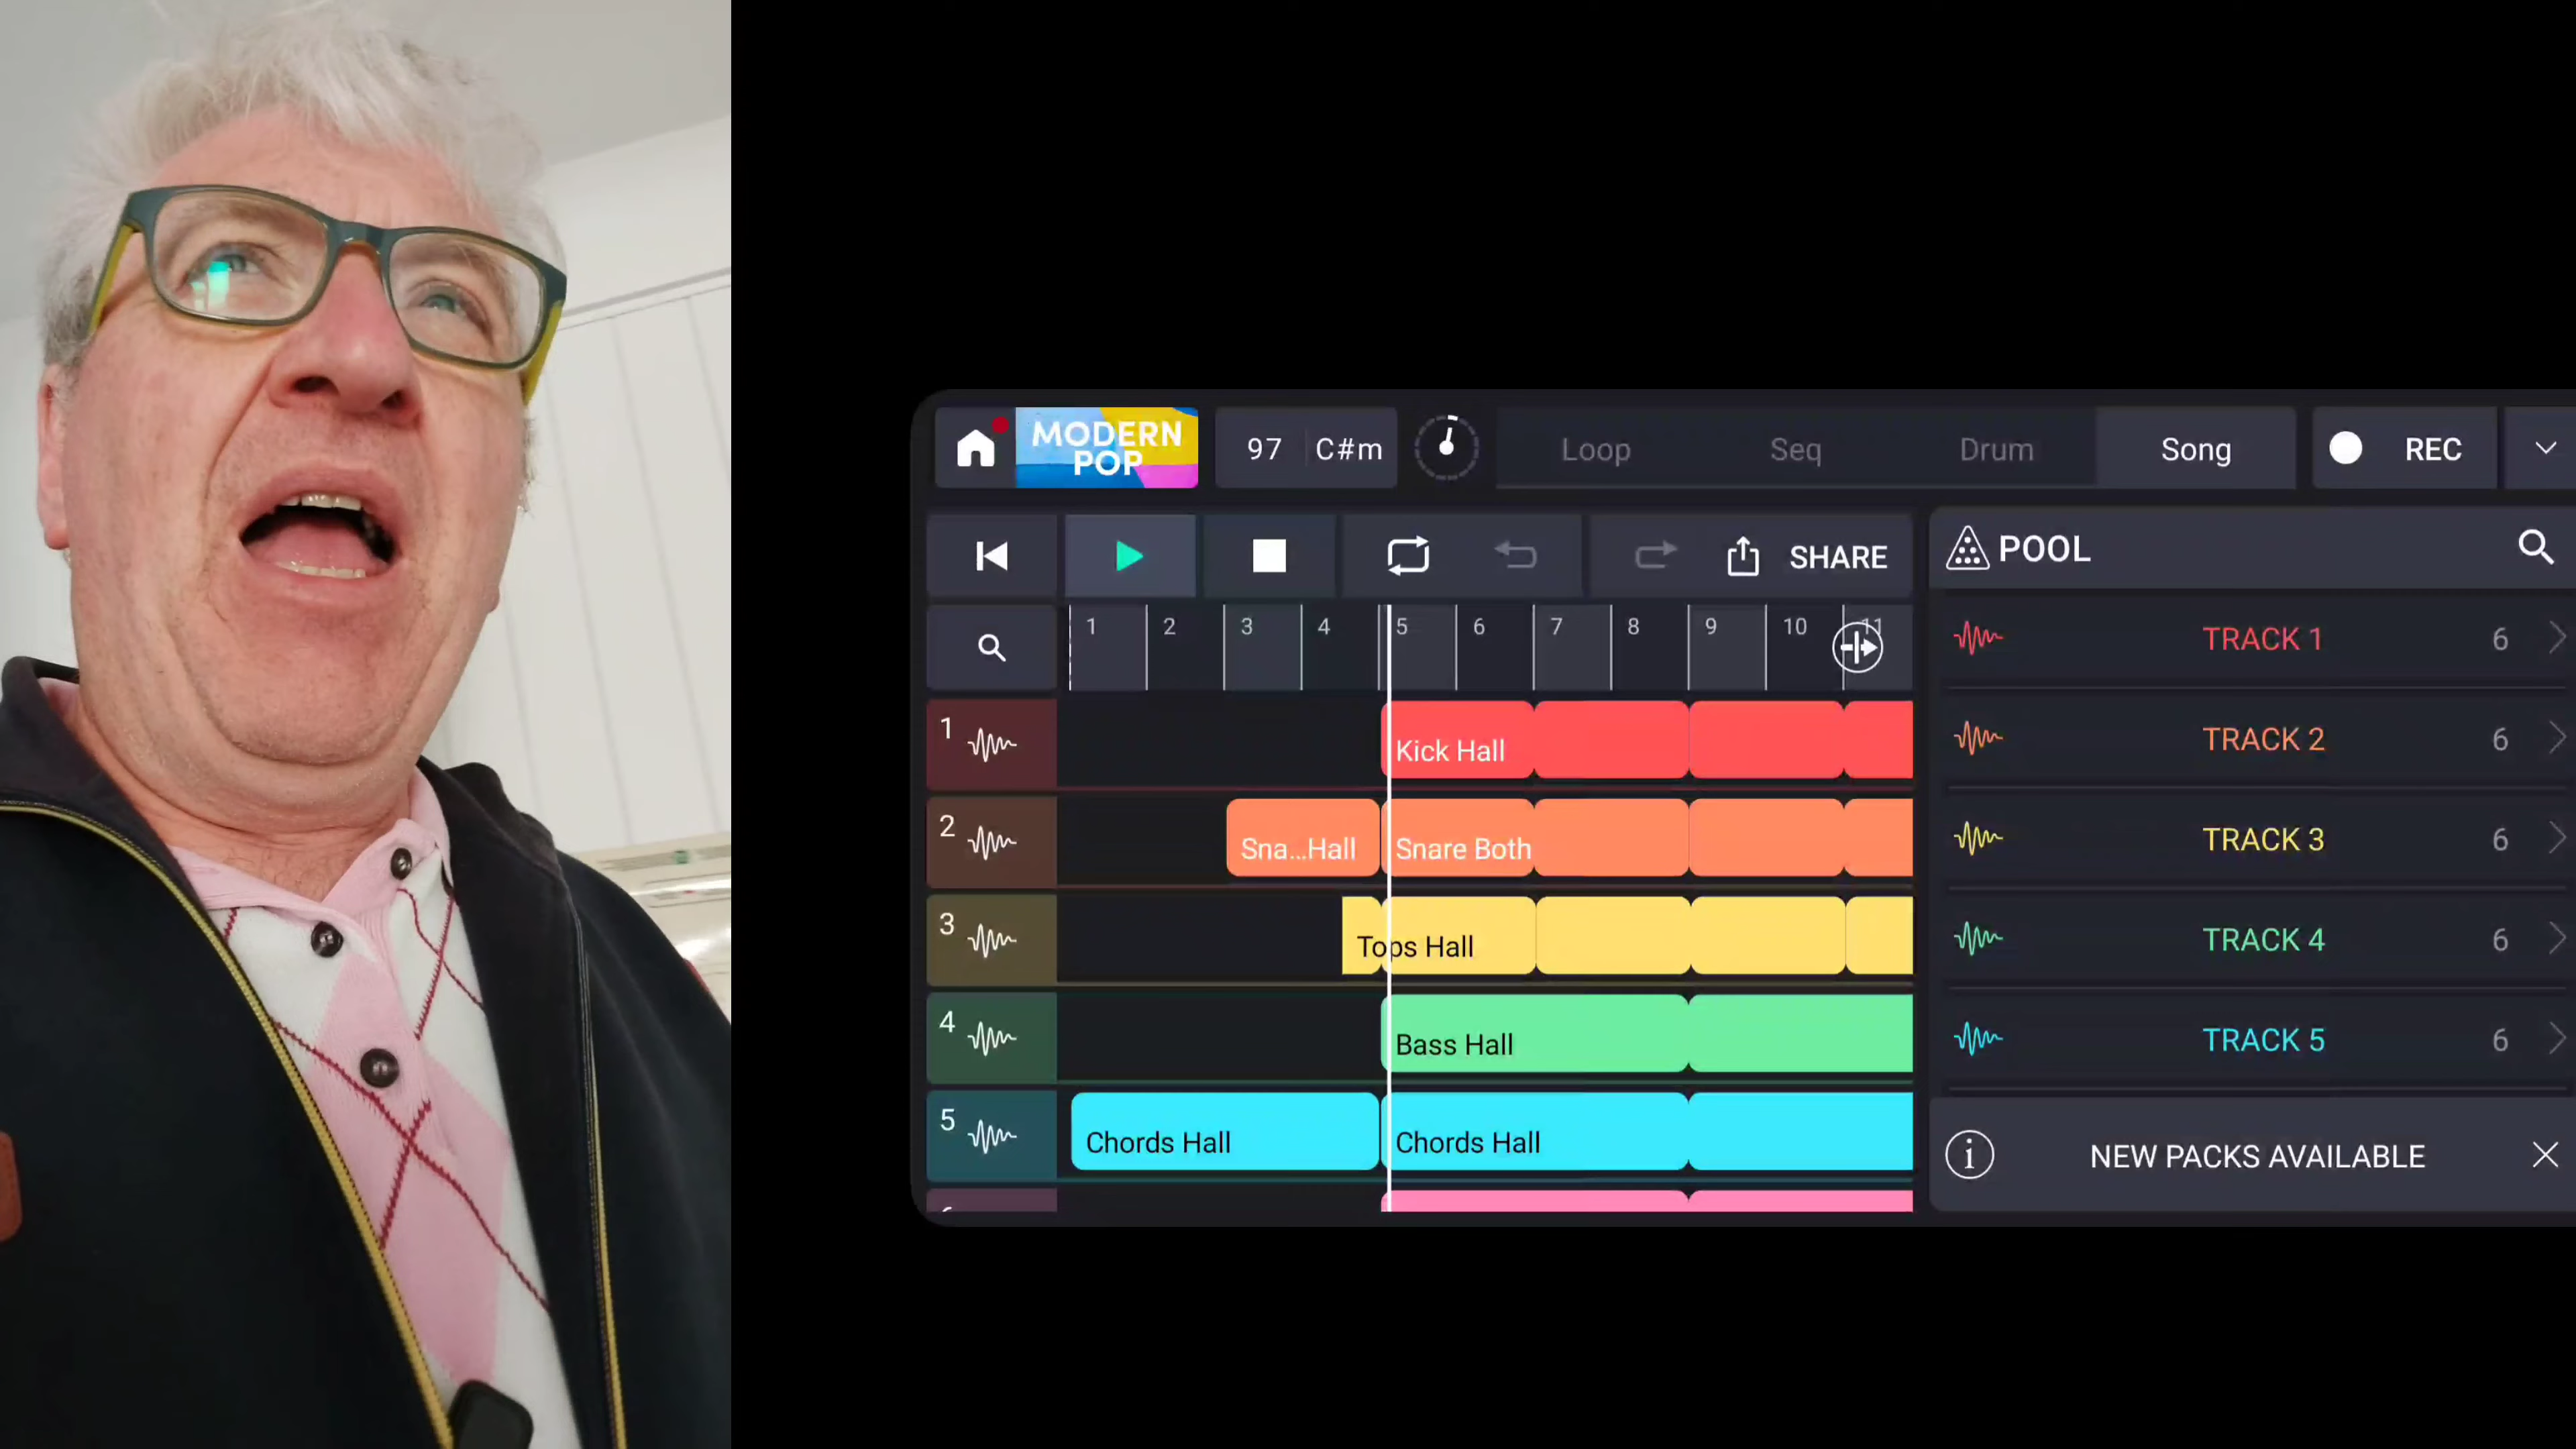 MODERN
POP
97 C#m
Loop Seq Drum Song
REC
SHARE
POOL
1 2 3 4 5 6 7 8 9 10 11
1
Kick Hall
2
Sna...Hall
Snare Both
3
Tops Hall
4
Bass Hall
5
Chords Hall
Chords Hall
TRACK 1 6
TRACK 2 6
TRACK 3 6
TRACK 4 6
TRACK 5 6
NEW PACKS AVAILABLE